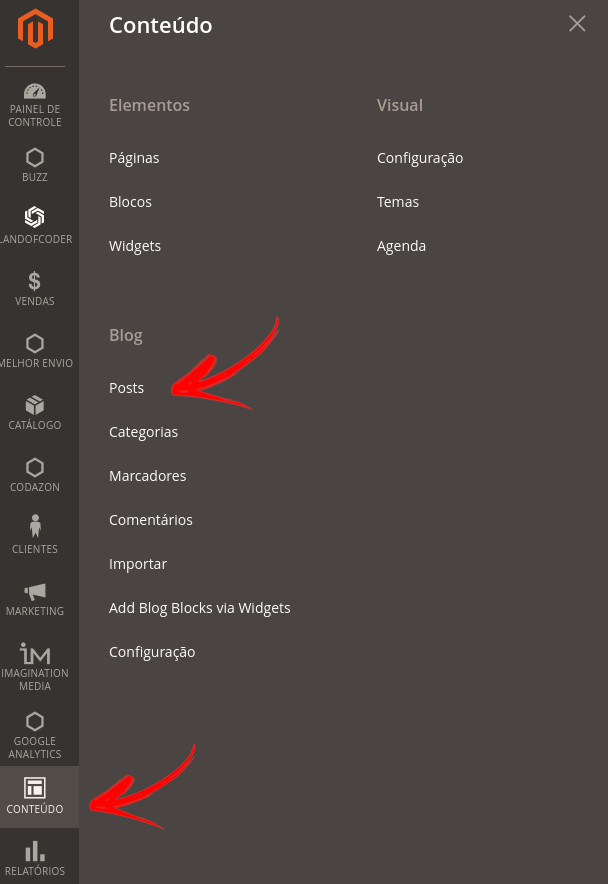 Conteúdo
PAINEL DE
CONTROLE
BUZZ
LANDOFCODER
VENDAS
MELHOR ENVIO
CATÁLOGO
CODAZON
CLIENTES
MARKETING
IMAGINATION
MEDIA
GOOGLE
ANALYTICS
CONTEÚDO
RELATÓRIOS
Elementos
Páginas
Blocos
Widgets
Visual
Configuração
Temas
Agenda
Blog
Posts
Categorias
Marcadores
Comentários
Importar
Add Blog Blocks via Widgets
Configuração